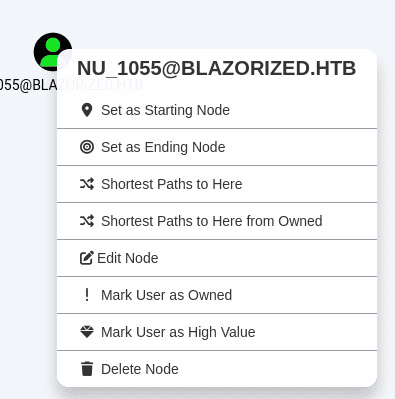 NU_1055@BLAZORIZED.HTB
055@BLAZORIZED.HTB
Set as Starting Node
Set as Ending Node
Shortest Paths to Here
Shortest Paths to Here from Owned
Edit Node
Mark User as Owned
Mark User as High Value
Delete Node